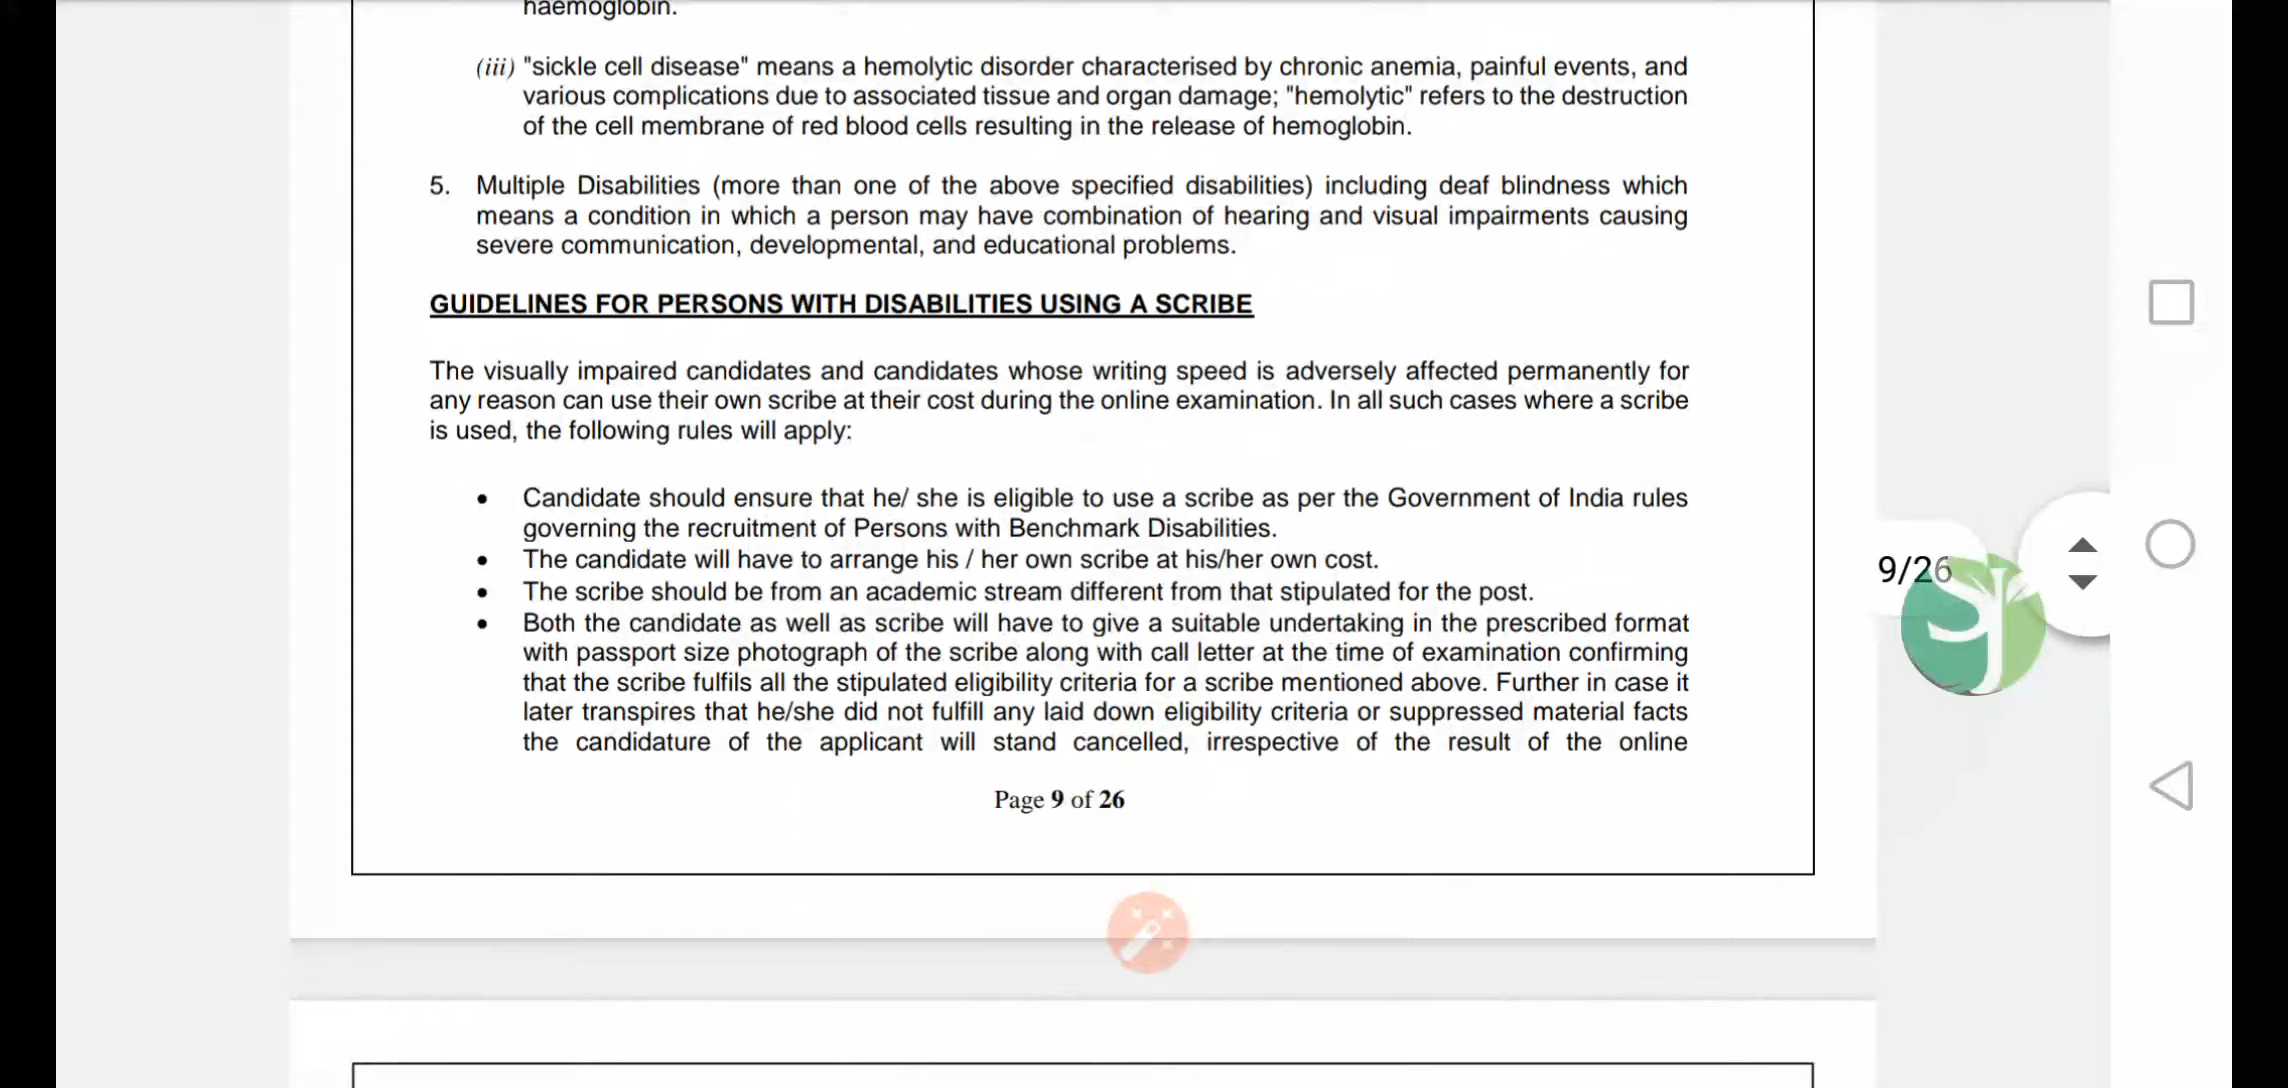 haemoglobin.
(iii) "sickle cell disease" means a hemolytic disorder characterised by chronic anemia, painful events, and
various complications due to associated tissue and organ damage; "hemolytic" refers to the destruction
of the cell membrane of red blood cells resulting in the release of hemoglobin.
5. Multiple Disabilities (more than one of the above specified disabilities) including deaf blindness which
means a condition in which a person may have combination of hearing and visual impairments causing
severe communication, developmental, and educational problems.
GUIDELINES FOR PERSONS WITH DISABILITIES USING A SCRIBE
The visually impaired candidates and candidates whose writing speed is adversely affected permanently for
any reason can use their own scribe at their cost during the online examination. In all such cases where a scribe
is used, the following rules will apply:
• Candidate should ensure that he/ she is eligible to use a scribe as per the Government of India rules
governing the recruitment of Persons with Benchmark Disabilities.
• The candidate will have to arrange his / her own scribe at his/her own cost.
• The scribe should be from an academic stream different from that stipulated for the post.
• Both the candidate as well as scribe will have to give a suitable undertaking in the prescribed format
with passport size photograph of the scribe along with call letter at the time of examination confirming
that the scribe fulfils all the stipulated eligibility criteria for a scribe mentioned above. Further in case it
later transpires that he/she did not fulfill any laid down eligibility criteria or suppressed material facts
the candidature of the applicant will stand cancelled, irrespective of the result of the online
9/26
Page 9 of 26